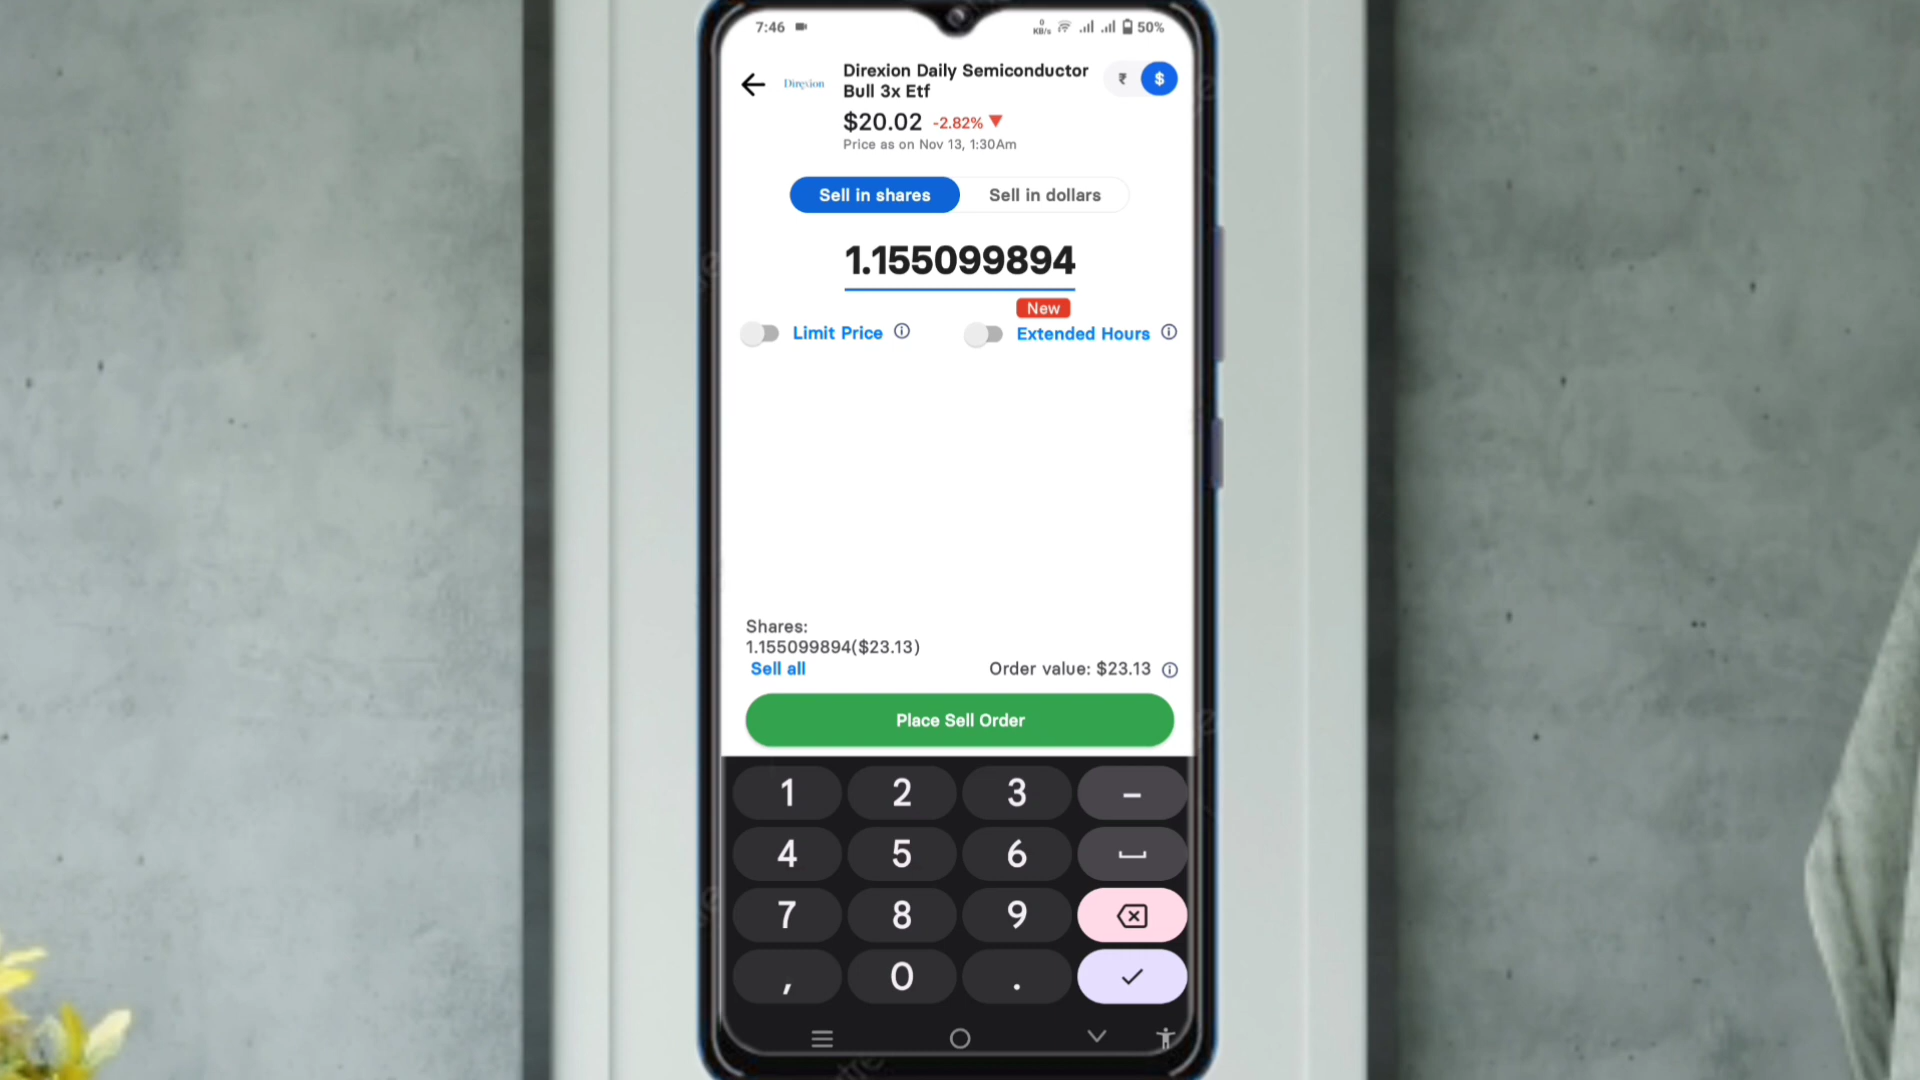 7:46
0
KB/s
50%
Direxion
Direxion Daily Semiconductor
Bull 3x Etf
₹ $
$20.02 -2.82%
Price as on Nov 13, 1:30Am
Sell in shares Sell in dollars
1.155099894
New
Limit Price Extended Hours
Shares:
1.155099894($23.13)
Sell all Order value: $23.13
Place Sell Order
1 2 3 -
4 5 6
7 8 9
, 0 .